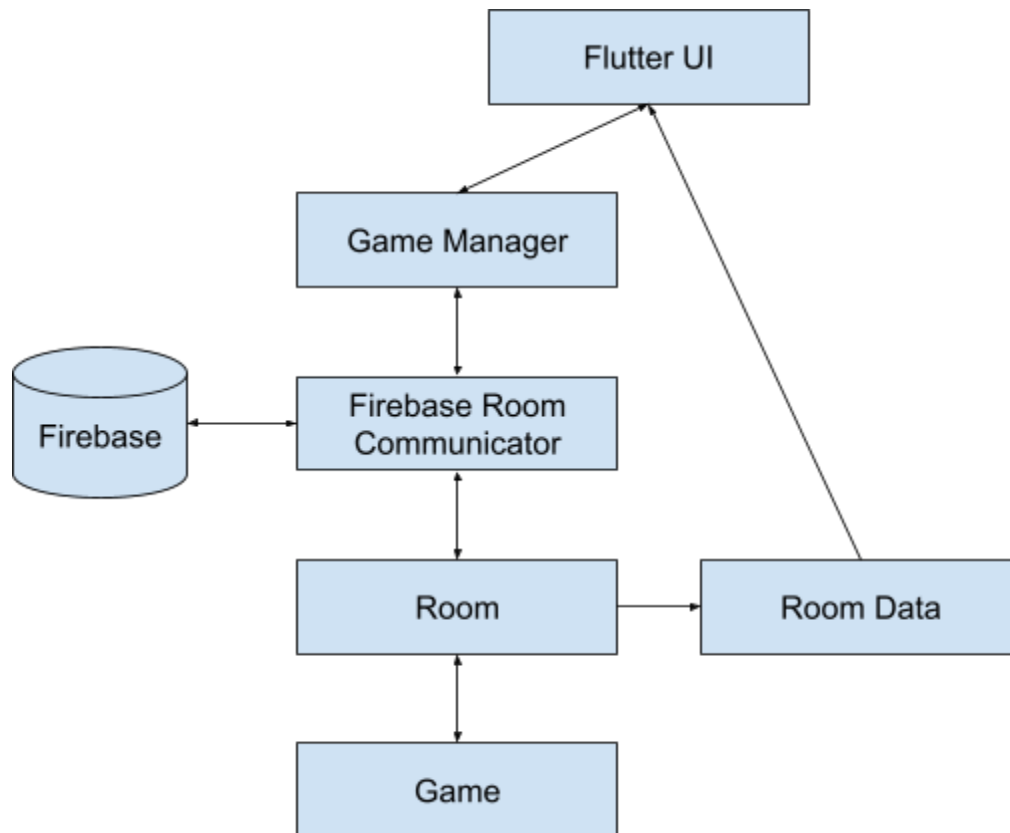 Flutter UI
Game Manager
Firebase
Firebase Room
Communicator
Room
Room Data
Game